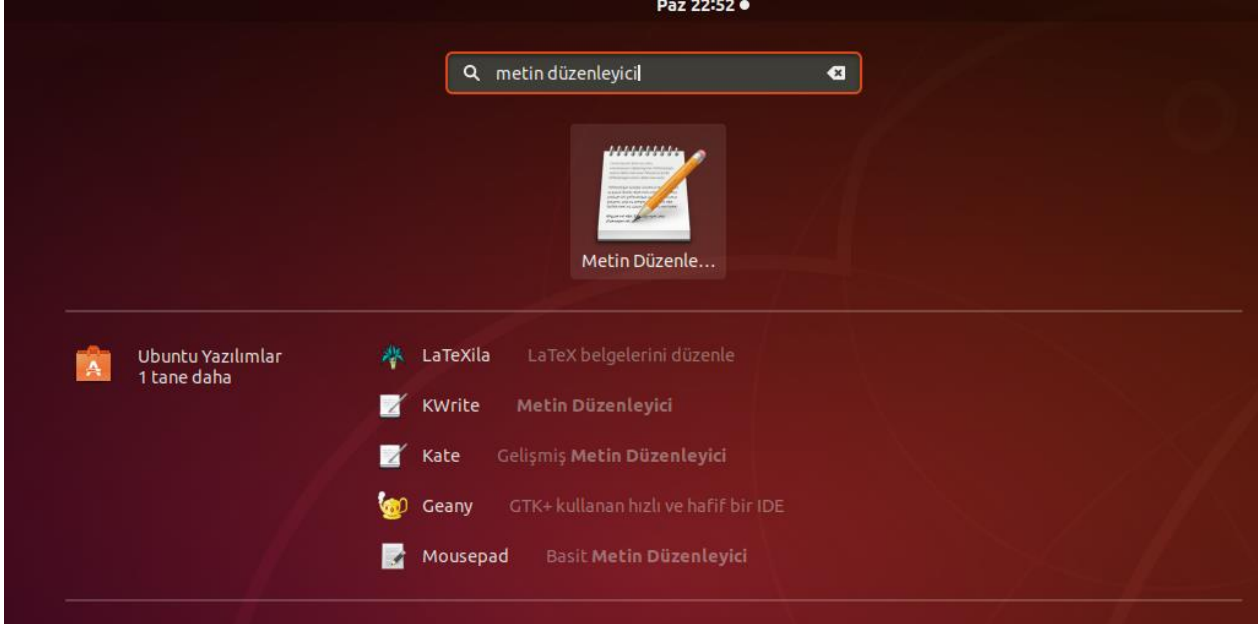 Paz 22:52
metin düzenleyici
Metin Düzenle...
Ubuntu Yazılımlar
1 tane daha
LaTeXila LaTeX belgelerini düzenle
KWrite Metin Düzenleyici
Kate Gelişmiş Metin Düzenleyici
Geany GTK+ kullanan hızlı ve hafif bir IDE
Mousepad Basit Metin Düzenleyici